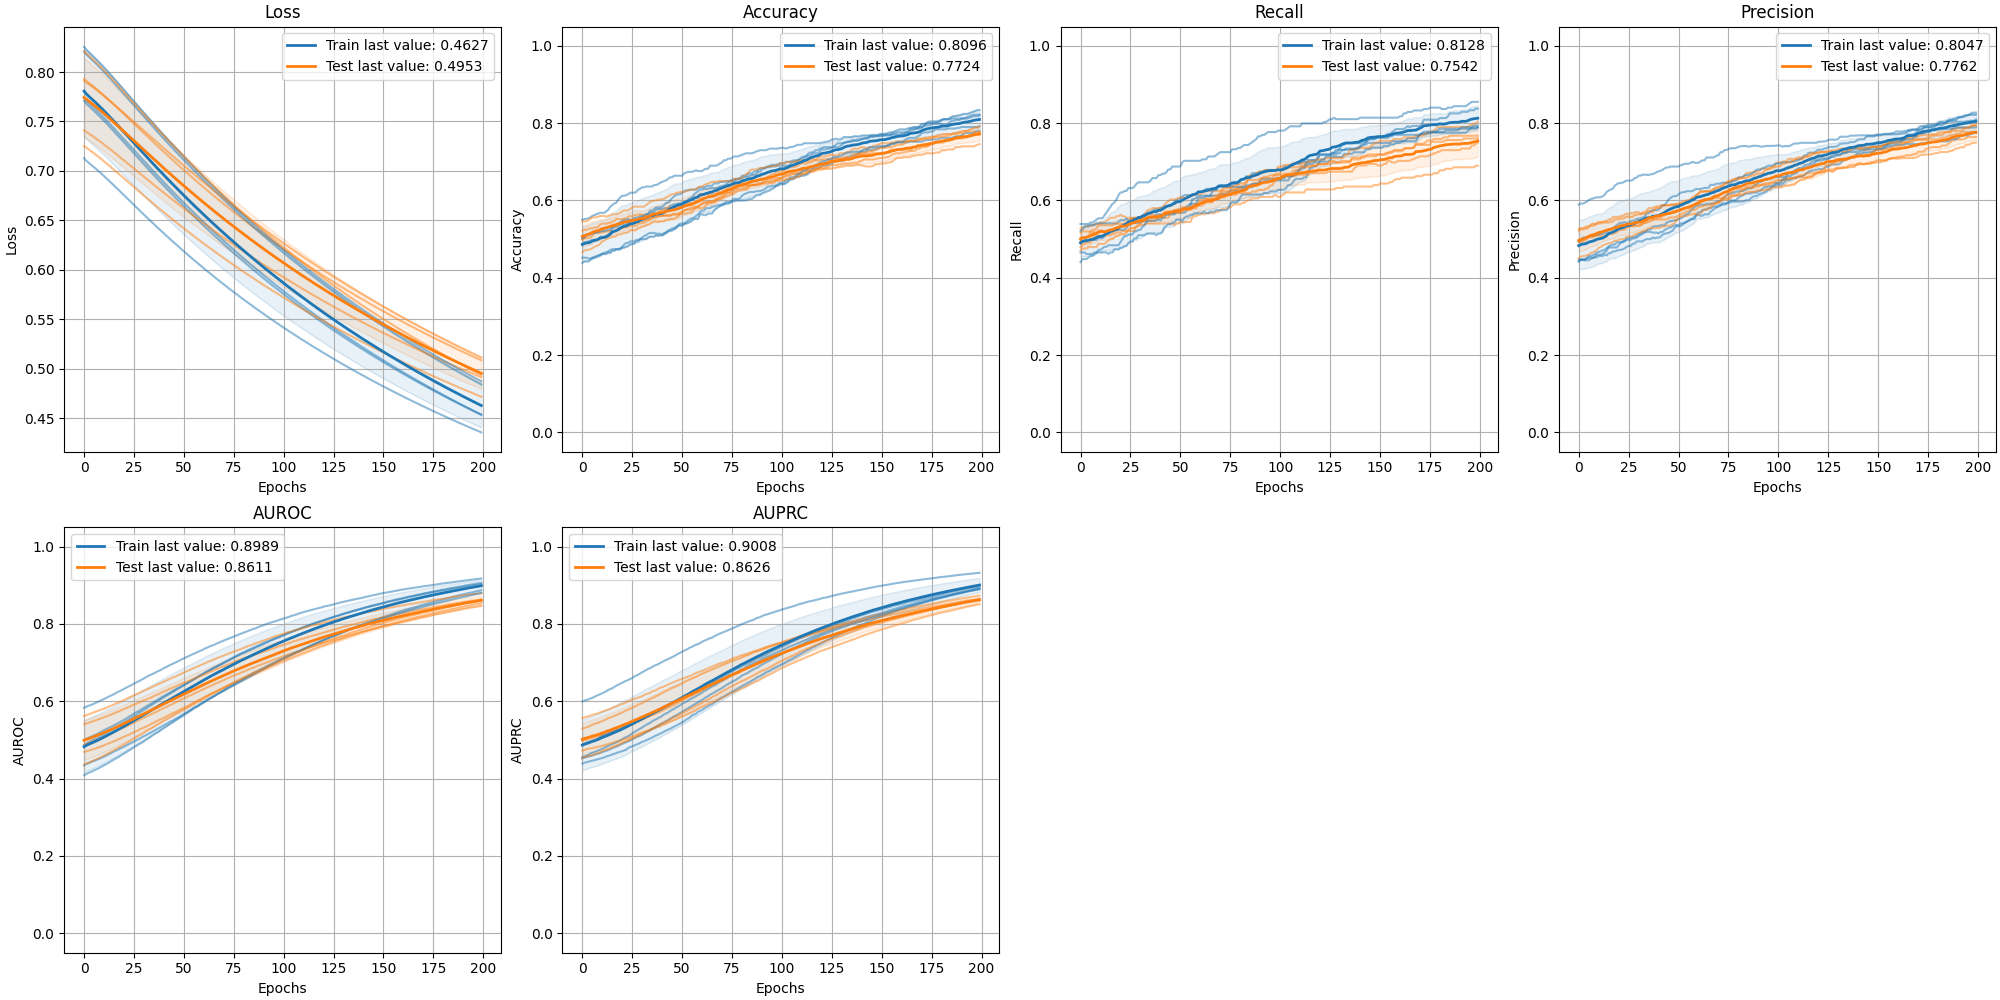 Loss
Train last value: 0.4627
Test last value: 0.4953
0.80
0.75
0.70
0.65
0.60
0.55
0.50
0.45
Loss
0 25 50 75 100 125 150 175 200
Epochs
Accuracy
Train last value: 0.8096
Test last value: 0.7724
1.0
0.8
0.6
0.4
0.2
0.0
Accuracy
0 25 50 75 100 125 150 175 200
Epochs
Recall
Train last value: 0.8128
Test last value: 0.7542
1.0
0.8
0.6
0.4
0.2
0.0
Recall
0 25 50 75 100 125 150 175 200
Epochs
Precision
Train last value: 0.8047
Test last value: 0.7762
1.0
0.8
0.6
0.4
0.2
0.0
Precision
0 25 50 75 100 125 150 175 200
Epochs
AUROC
Train last value: 0.8989
Test last value: 0.8611
1.0
0.8
0.6
0.4
0.2
0.0
AUROC
0 25 50 75 100 125 150 175 200
Epochs
AUPRC
Train last value: 0.9008
Test last value: 0.8626
1.0
0.8
0.6
0.4
0.2
0.0
AUPRC
0 25 50 75 100 125 150 175 200
Epochs